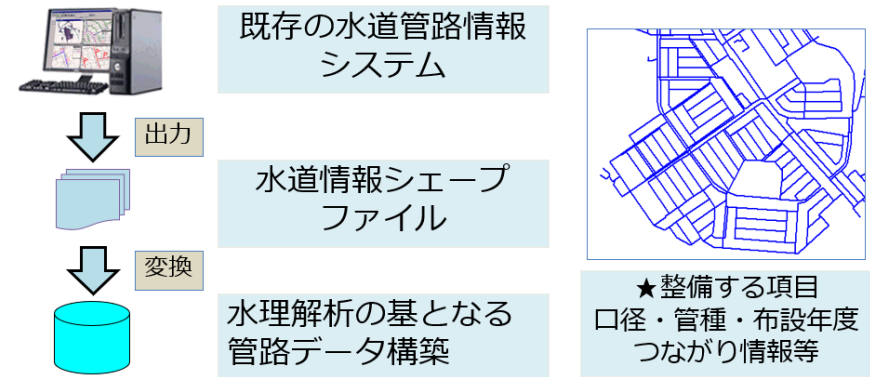 既存の水道管路情報
システム
出力
水道情報シェープ
ファイル
変換
水理解析の基となる
管路データ構築
★整備する項目
口径・管種・布設年度
つながり情報等